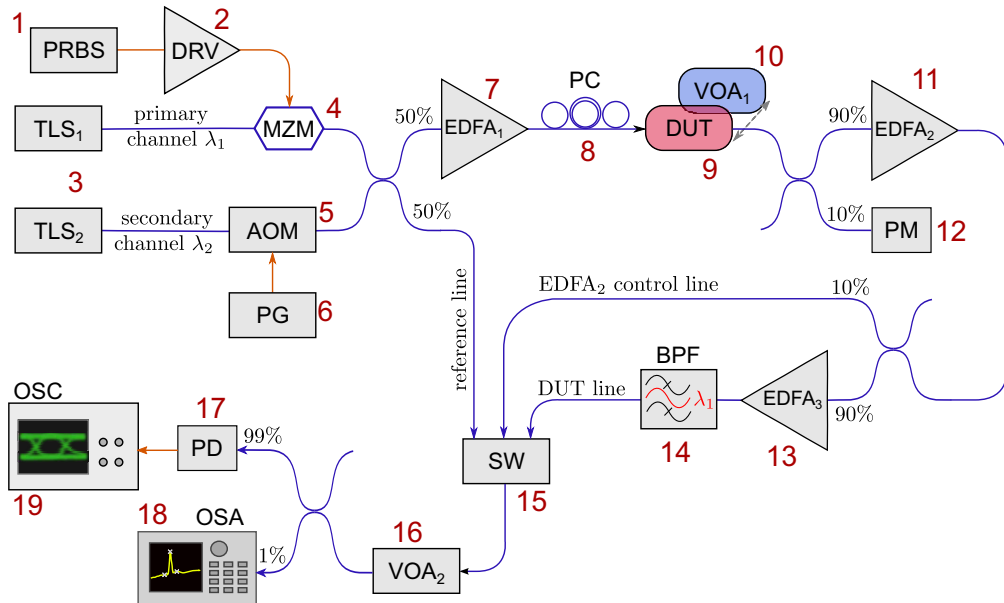 1
2
PRBS
DRV
4
TLS₁
primary
channel λ₁
MZM
3
TLS₂
secondary
channel λ₂
AOM
5
PG
6
50%
50%
7
EDFA₁
PC
8
10
VOA₁
DUT
9
11
90%
EDFA₂
10%
PM
12
reference line
EDFA₂ control line
10%
BPF
DUT line
λ₁
14
EDFA₃
90%
13
SW
15
OSC
17
PD
99%
19
18
OSA
1%
16
VOA₂